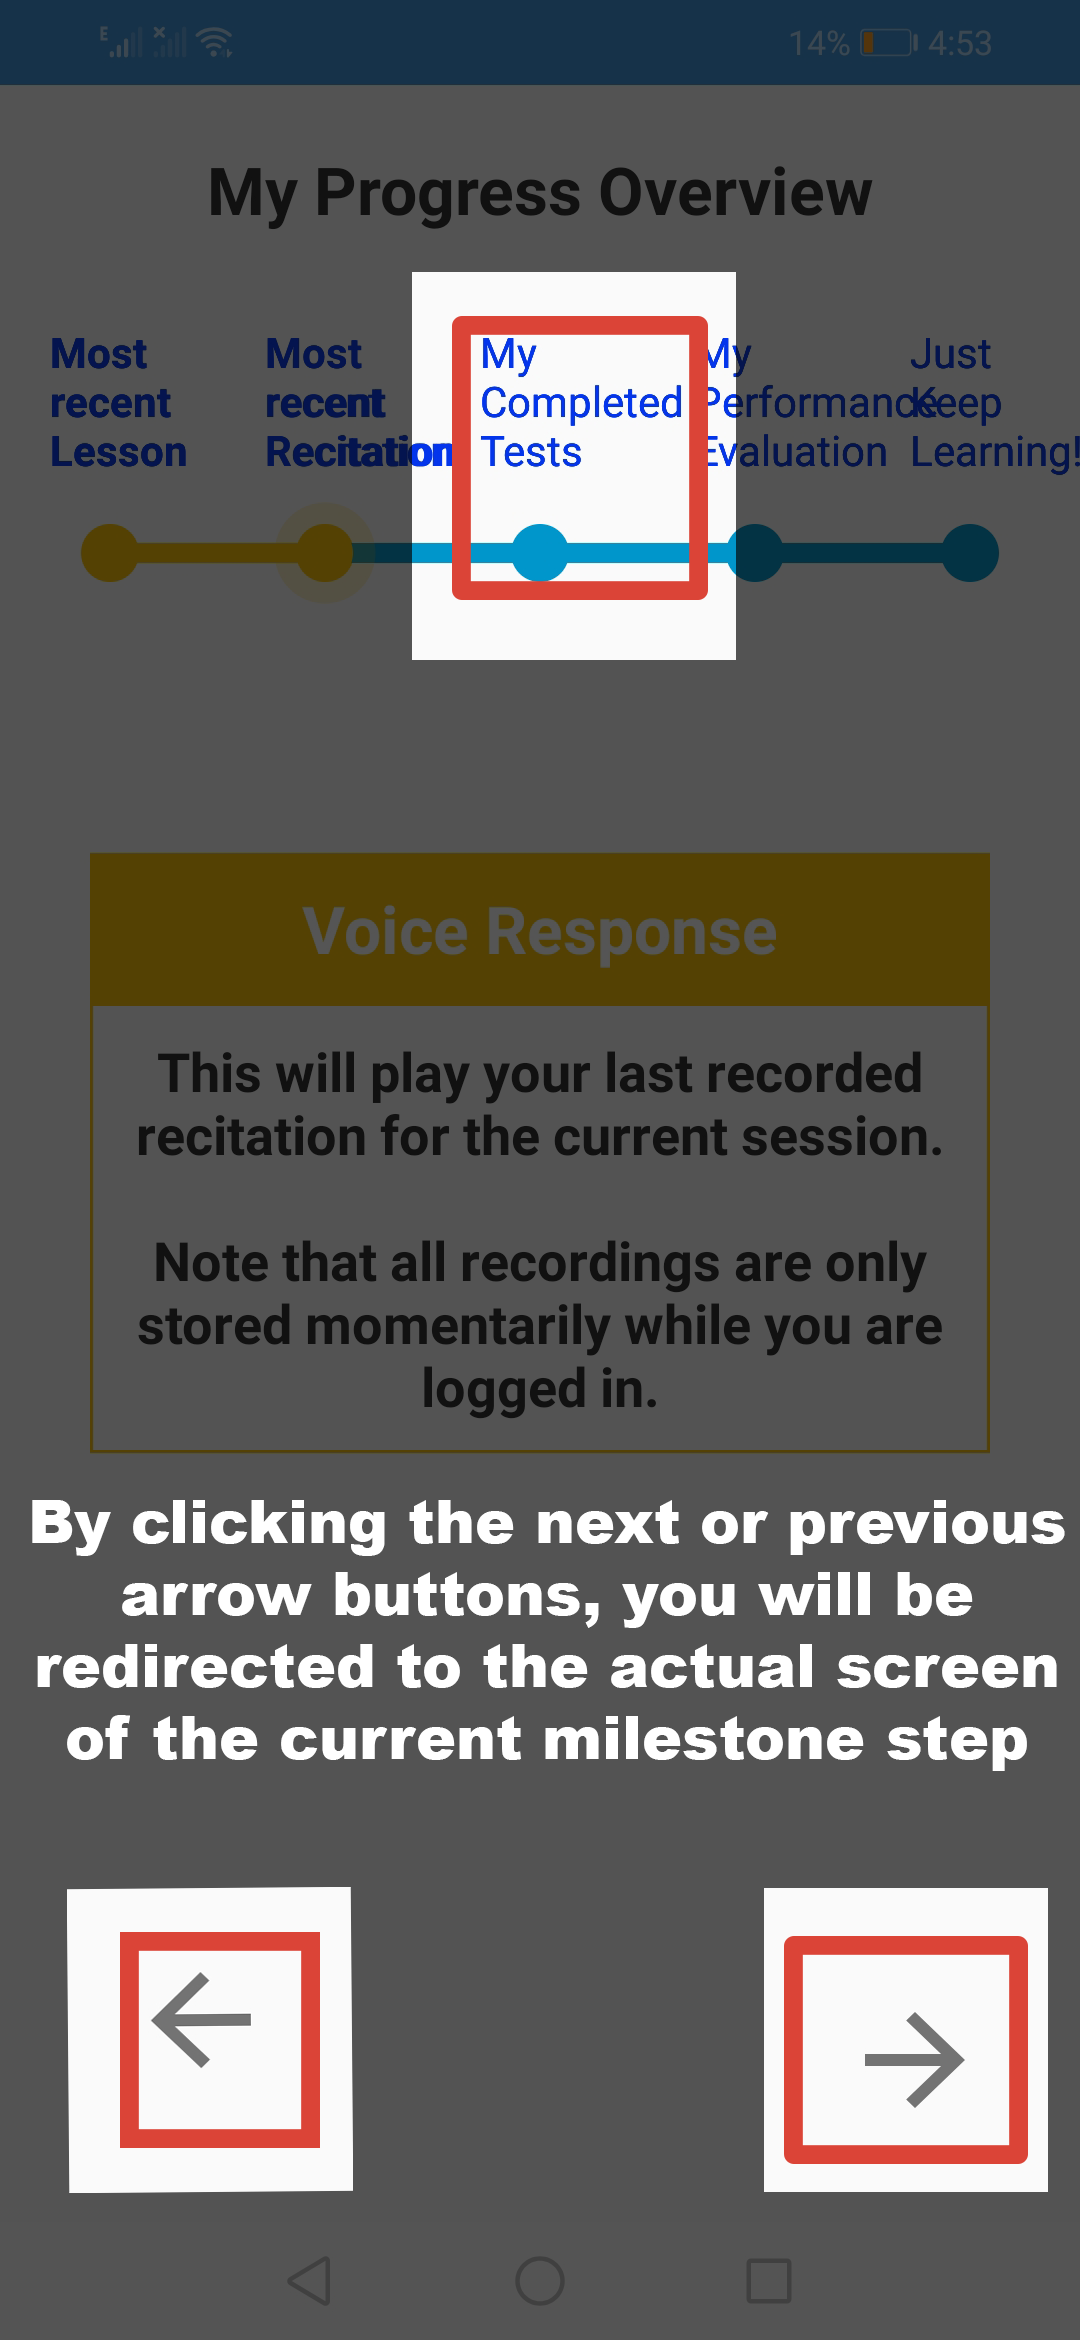 E 14% 4:53
My Progress Overview
Most recent Lesson
Most recent Recitation
My Completed Tests
My Performance Evaluation
Just Keep Learning!
Voice Response
This will play your last recorded
recitation for the current session.
Note that all recordings are only
stored momentarily while you are
logged in.
By clicking the next or previous
arrow buttons, you will be
redirected to the actual screen
of the current milestone step